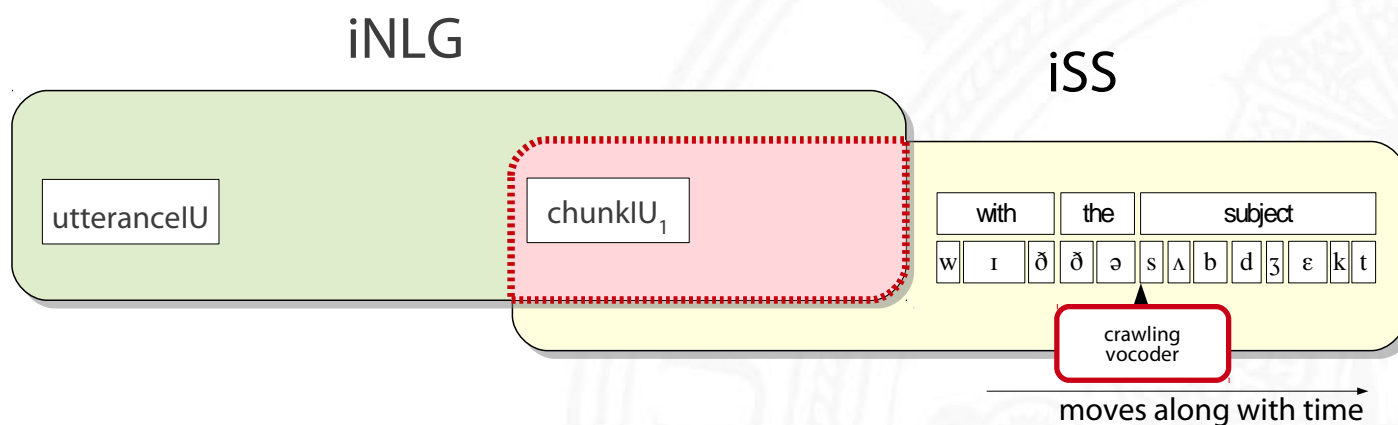 iNLG
iSS
utteranceIU
chunkIU₁
with the subject
w ɪ ð ð ə s ʌ b d ʒ ɛ k t
crawling
vocoder
moves along with time